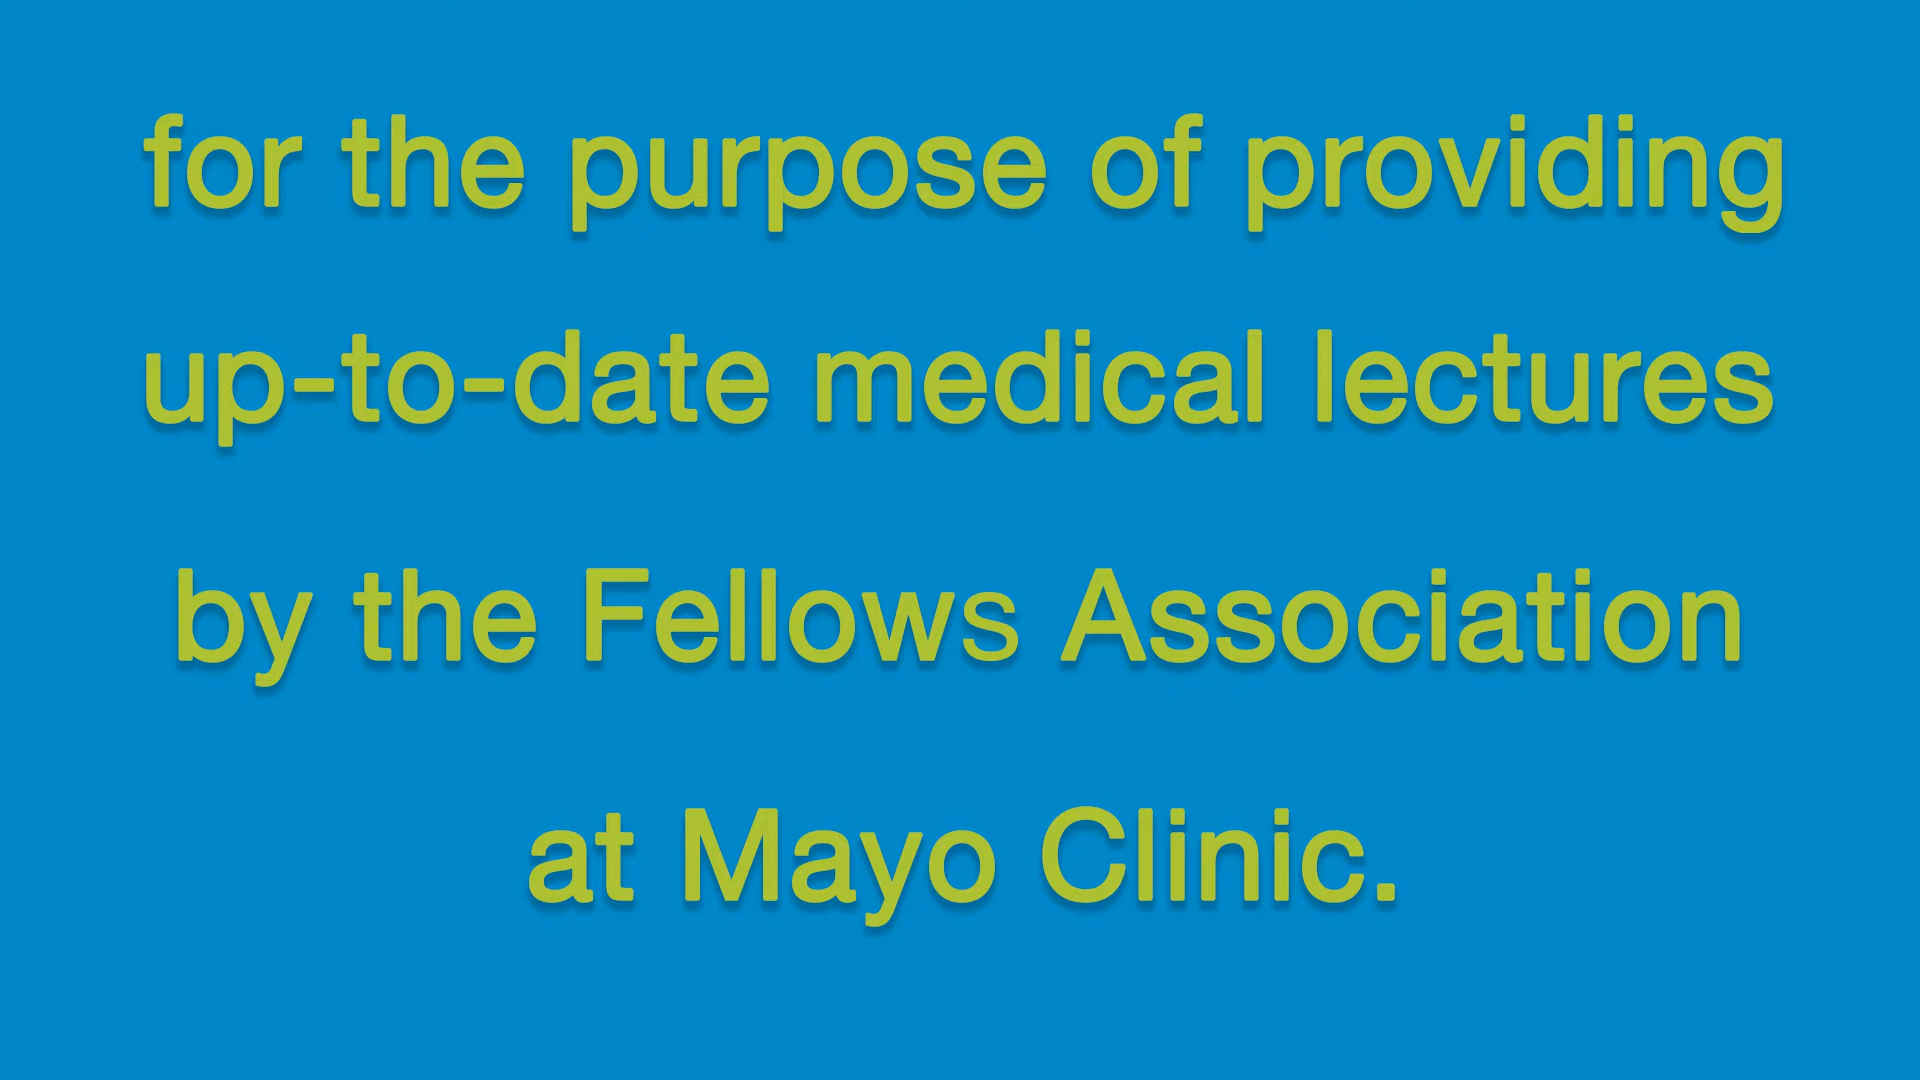 for the purpose of providing
up-to-date medical lectures
by the Fellows Association
at Mayo Clinic.